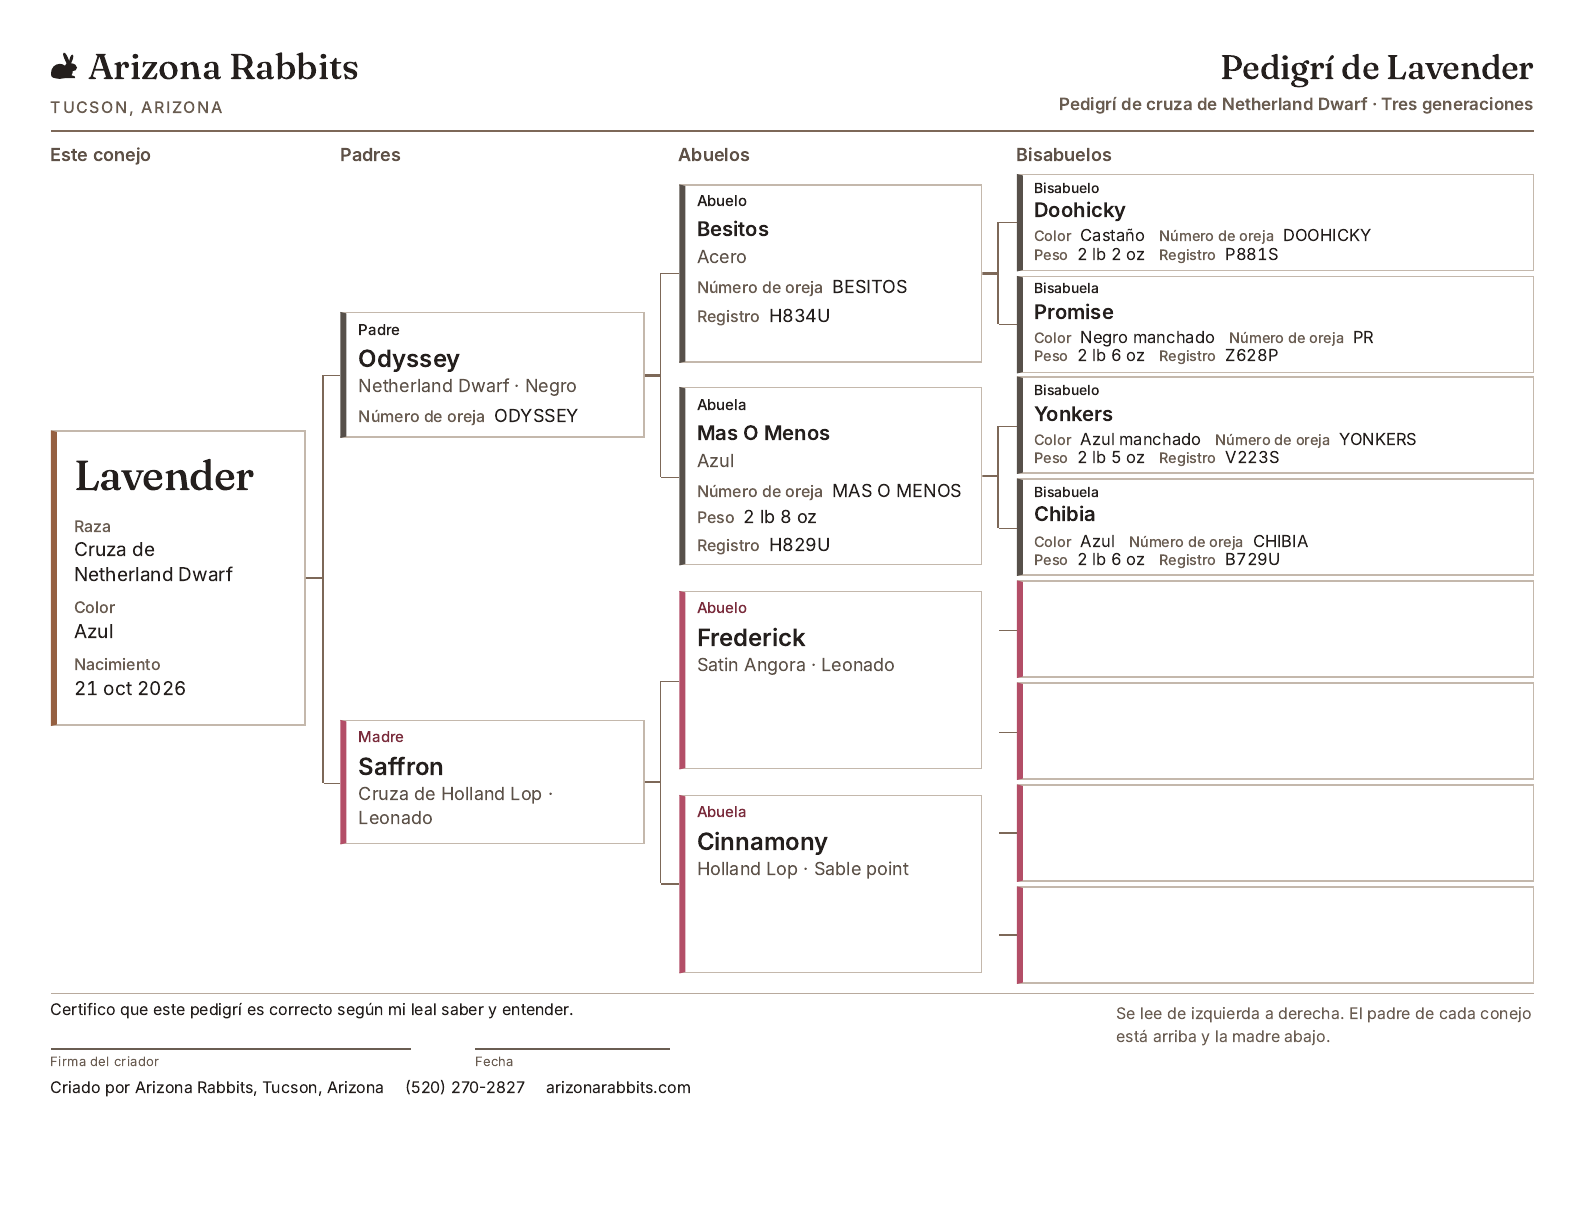 Arizona Rabbits
TUCSON, ARIZONA
Pedigrí de Lavender
Pedigrí de cruza de Netherland Dwarf · Tres generaciones
Este conejo
Padres
Abuelos
Bisabuelos
Lavender
Raza
Cruza de
Netherland Dwarf
Color
Azul
Nacimiento
21 oct 2026
Padre
Odyssey
Netherland Dwarf · Negro
Número de oreja ODYSSEY
Madre
Saffron
Cruza de Holland Lop ·
Leonado
Abuelo
Besitos
Acero
Número de oreja BESITOS
Registro H834U
Abuela
Mas O Menos
Azul
Número de oreja MAS O MENOS
Peso 2 lb 8 oz
Registro H829U
Abuelo
Frederick
Satin Angora · Leonado
Abuela
Cinnamony
Holland Lop · Sable point
Bisabuelo
Doohicky
Color Castaño Número de oreja DOOHICKY
Peso 2 lb 2 oz Registro P881S
Bisabuela
Promise
Color Negro manchado Número de oreja PR
Peso 2 lb 6 oz Registro Z628P
Bisabuelo
Yonkers
Color Azul manchado Número de oreja YONKERS
Peso 2 lb 5 oz Registro V223S
Bisabuela
Chibia
Color Azul Número de oreja CHIBIA
Peso 2 lb 6 oz Registro B729U
Certifico que este pedigrí es correcto según mi leal saber y entender.
Firma del criador
Fecha
Criado por Arizona Rabbits, Tucson, Arizona (520) 270-2827 arizonarabbits.com
Se lee de izquierda a derecha. El padre de cada conejo
está arriba y la madre abajo.